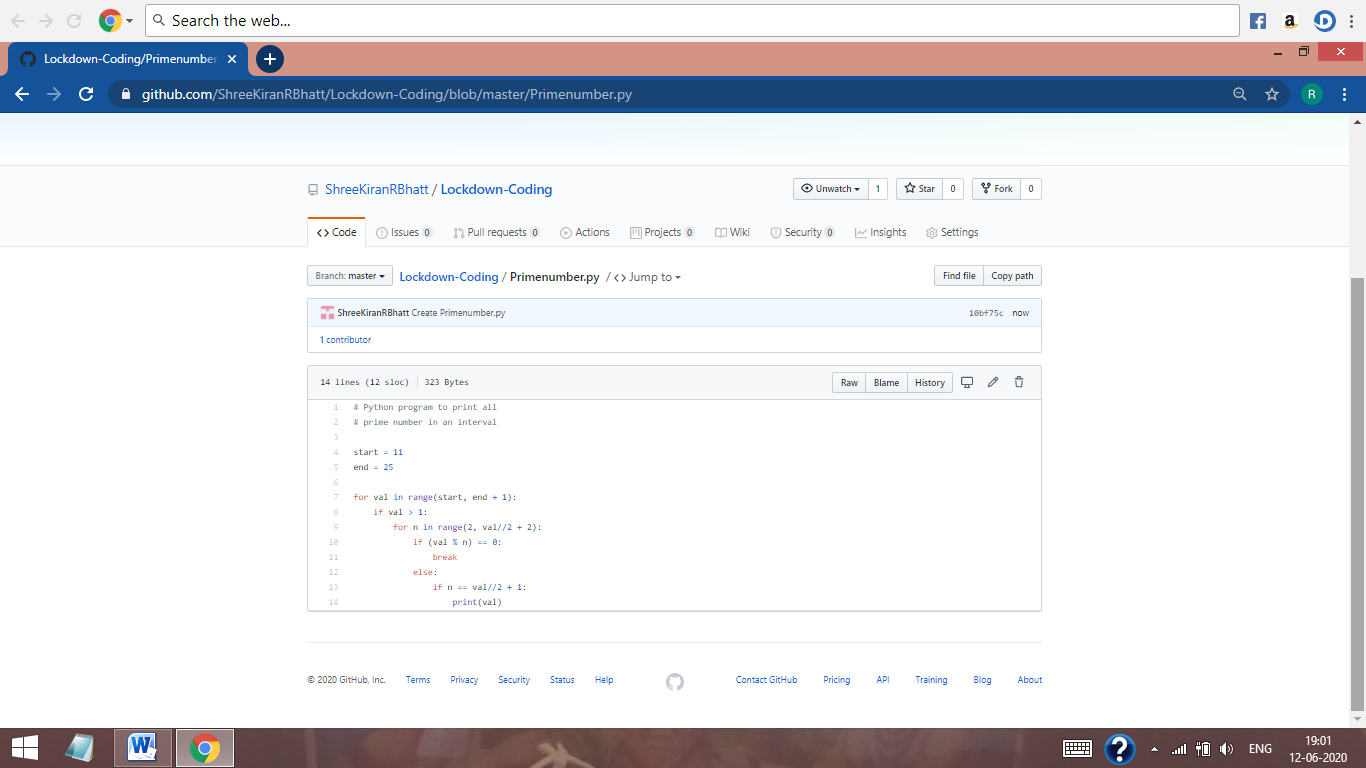 Search the web...
Lockdown-Coding/Primenumber
github.com/ShreeKiranRBhatt/Lockdown-Coding/blob/master/Primenumber.py
R
ShreeKiranRBhatt / Lockdown-Coding
Unwatch 1 Star 0 Fork 0
Code Issues 0 Pull requests 0 Actions Projects 0 Wiki Security 0 Insights Settings
Branch: master Lockdown-Coding / Primenumber.py / <> Jump to Find file Copy path
ShreeKiranRBhatt Create Primenumber.py 10bf75c now
1 contributor
14 lines (12 sloc) 323 Bytes Raw Blame History
1 # Python program to print all
2 # prime number in an interval
3
4 start = 11
5 end = 25
6
7 for val in range(start, end + 1):
8 if val > 1:
9 for n in range(2, val//2 + 2):
10 if (val % n) == 0:
11 break
12 else:
13 if n == val//2 + 1:
14 print(val)
© 2020 GitHub, Inc. Terms Privacy Security Status Help Contact GitHub Pricing API Training Blog About
ENG
19:01
12-06-2020